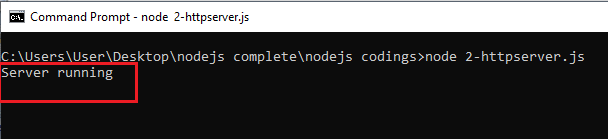 Command Prompt - node  2-httpserver.js
C:\Users\User\Desktop\nodejs complete\nodejs codings>node 2-httpserver.js
Server running